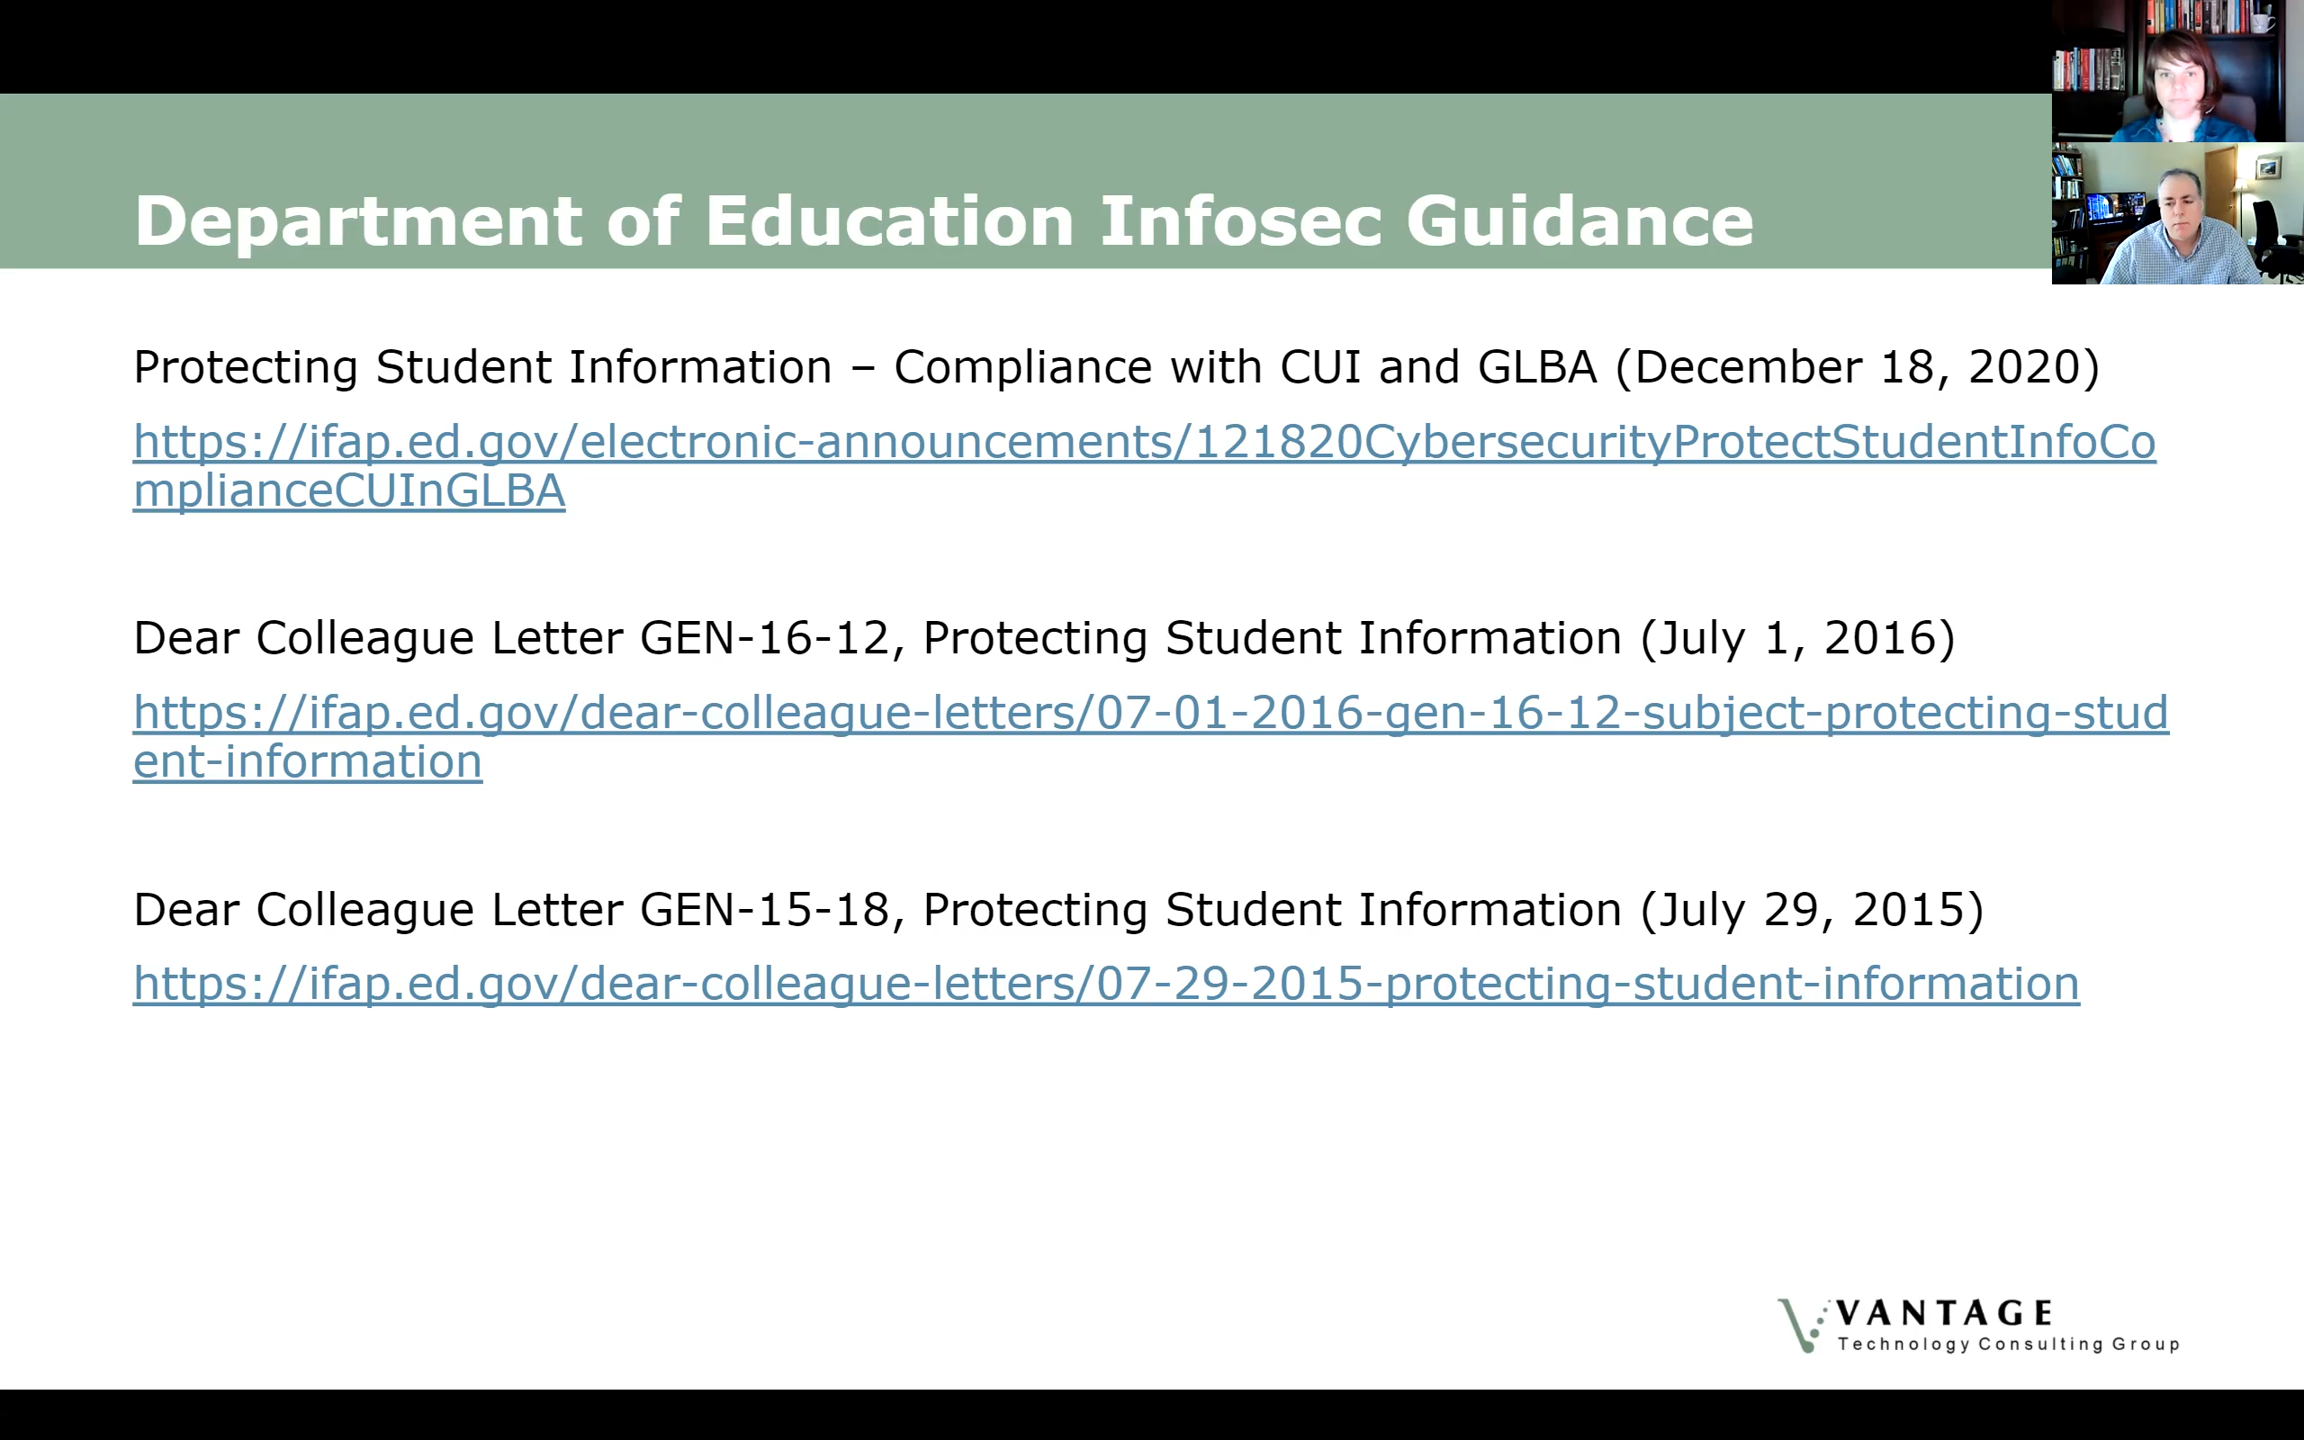 Department of Education Infosec Guidance
Protecting Student Information – Compliance with CUI and GLBA (December 18, 2020)
https://ifap.ed.gov/electronic-announcements/121820CybersecurityProtectStudentInfoCo
mplianceCUInGLBA
Dear Colleague Letter GEN-16-12, Protecting Student Information (July 1, 2016)
https://ifap.ed.gov/dear-colleague-letters/07-01-2016-gen-16-12-subject-protecting-stud
ent-information
Dear Colleague Letter GEN-15-18, Protecting Student Information (July 29, 2015)
https://ifap.ed.gov/dear-colleague-letters/07-29-2015-protecting-student-information
VANTAGE
Technology Consulting Group